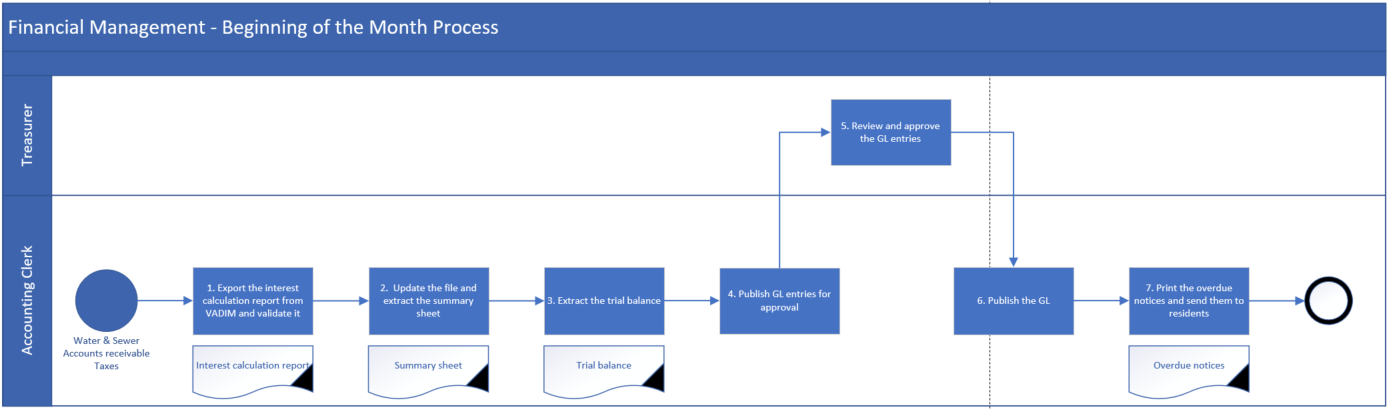 Financial Management - Beginning of the Month Process
Treasurer
5. Review and approve
the GL entries
Accounting Clerk
Water & Sewer
Accounts receivable
Taxes
1. Export the interest
calculation report from
VADIM and validate it
Interest calculation report
2. Update the file and
extract the summary
sheet
Summary sheet
3. Extract the trial balance
Trial balance
4. Publish GL entries for
approval
6. Publish the GL
7. Print the overdue
notices and send them to
residents
Overdue notices